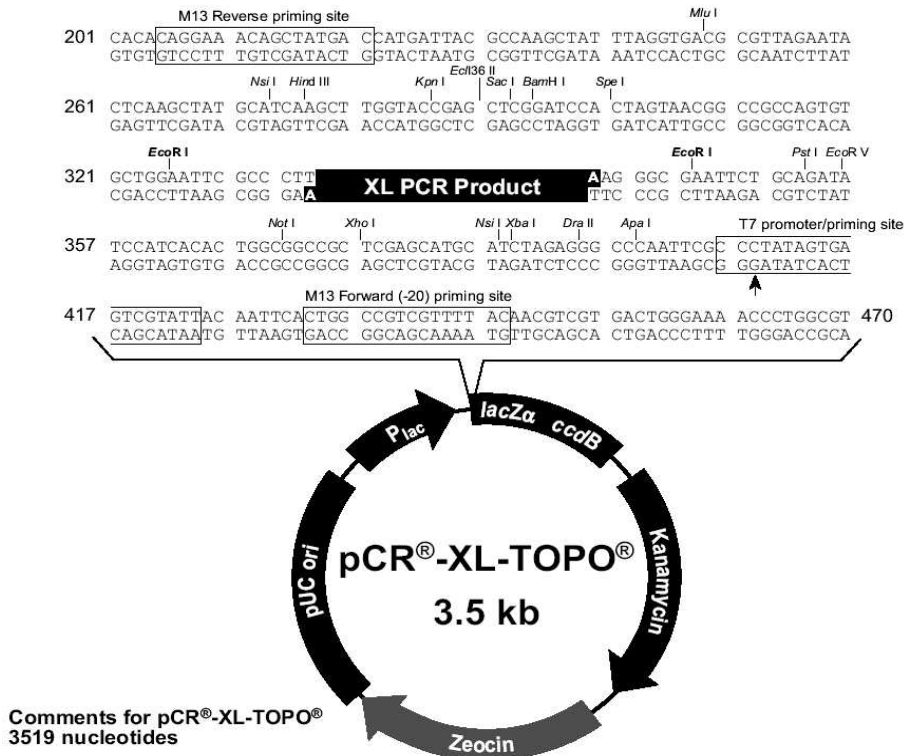 M13 Reverse priming site
Mlu I
201 CACACAGGAA ACAGCTATGA CCATGATTAC GCCAAGCTAT TTAGGTGACG CGTTAGAATA
GTGTGTCCTT TGTCGATACT GGTACTAATG CGGTTCGATA AATCCACTGC GCAATCTTAT
Nsi I Hind III Kpn I Ecl136 II Sac I BamH I Spe I
261 CTCAAGCTAT GCATCAAGCT TGGTACCGAG CTCGGATCCA CTAGTAACGG CCGCCAGTGT
GAGTTCGATA CGTAGTTCGA ACCATGGCTC GAGCCTAGGT GATCATTGCC GGCGGTCACA
EcoR I EcoR I Pst I EcoR V
321 GCTGGAATTC GCCCTT XL PCR Product AAG GGC GAATTCT GCAGATA
CGACCTTAAG CGGGAA TTC CCG CTTAAGA CGTCTAT
Not I Xho I Nsi I Xba I Dra II Apa I T7 promoter/priming site
357 TCCATCACAC TGGCGGCCGC TCGAGCATGC ATCTAGAGGG CCCAATTCGC CCTATAGTGA
AGGTAGTGTG ACCGCCGGCG AGCTCGTACG TAGATCTCCC GGGTTAAGCG GGATATCACT
M13 Forward (-20) priming site
417 GTCGTATTAC AATTCACTGG CCGTCGTTTT ACAACGTCGT GACTGGGAAA ACCCTGGCGT 470
CAGCATAATG TTAAGTGACC GGCAGCAAAA TGTTGCAGCA CTGACCCTTT TGGGACCGCA
Plac
lacZα ccdB
Kanamycin
Zeocin
pUC ori
pCR®-XL-TOPO®
3.5 kb
Comments for pCR®-XL-TOPO®
3519 nucleotides